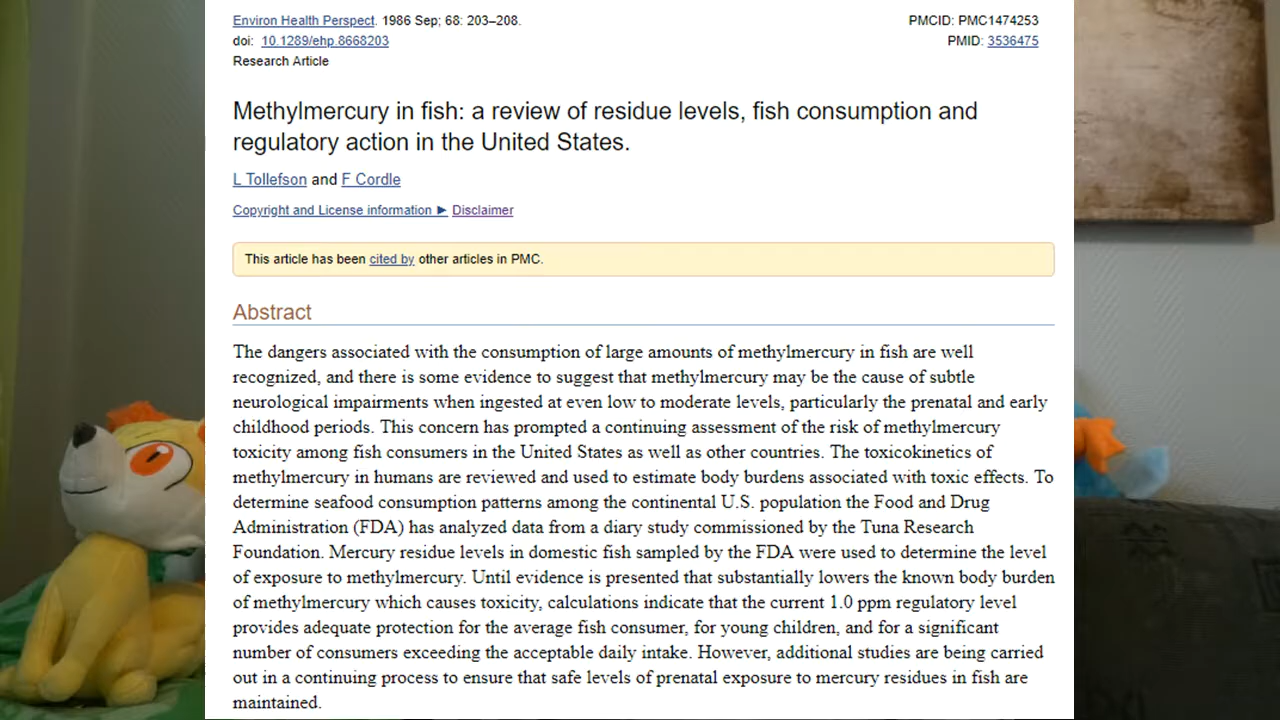 Environ Health Perspect. 1986 Sep; 68: 203–208.
PMCID: PMC1474253
doi: 10.1289/ehp.8668203
PMID: 3536475
Research Article
Methylmercury in fish: a review of residue levels, fish consumption and
regulatory action in the United States.
L Tollefson and F Cordle
Copyright and License information ► Disclaimer
This article has been cited by other articles in PMC.
Abstract
The dangers associated with the consumption of large amounts of methylmercury in fish are well
recognized, and there is some evidence to suggest that methylmercury may be the cause of subtle
neurological impairments when ingested at even low to moderate levels, particularly the prenatal and early
childhood periods. This concern has prompted a continuing assessment of the risk of methylmercury
toxicity among fish consumers in the United States as well as other countries. The toxicokinetics of
methylmercury in humans are reviewed and used to estimate body burdens associated with toxic effects. To
determine seafood consumption patterns among the continental U.S. population the Food and Drug
Administration (FDA) has analyzed data from a diary study commissioned by the Tuna Research
Foundation. Mercury residue levels in domestic fish sampled by the FDA were used to determine the level
of exposure to methylmercury. Until evidence is presented that substantially lowers the known body burden
of methylmercury which causes toxicity, calculations indicate that the current 1.0 ppm regulatory level
provides adequate protection for the average fish consumer, for young children, and for a significant
number of consumers exceeding the acceptable daily intake. However, additional studies are being carried
out in a continuing process to ensure that safe levels of prenatal exposure to mercury residues in fish are
maintained.